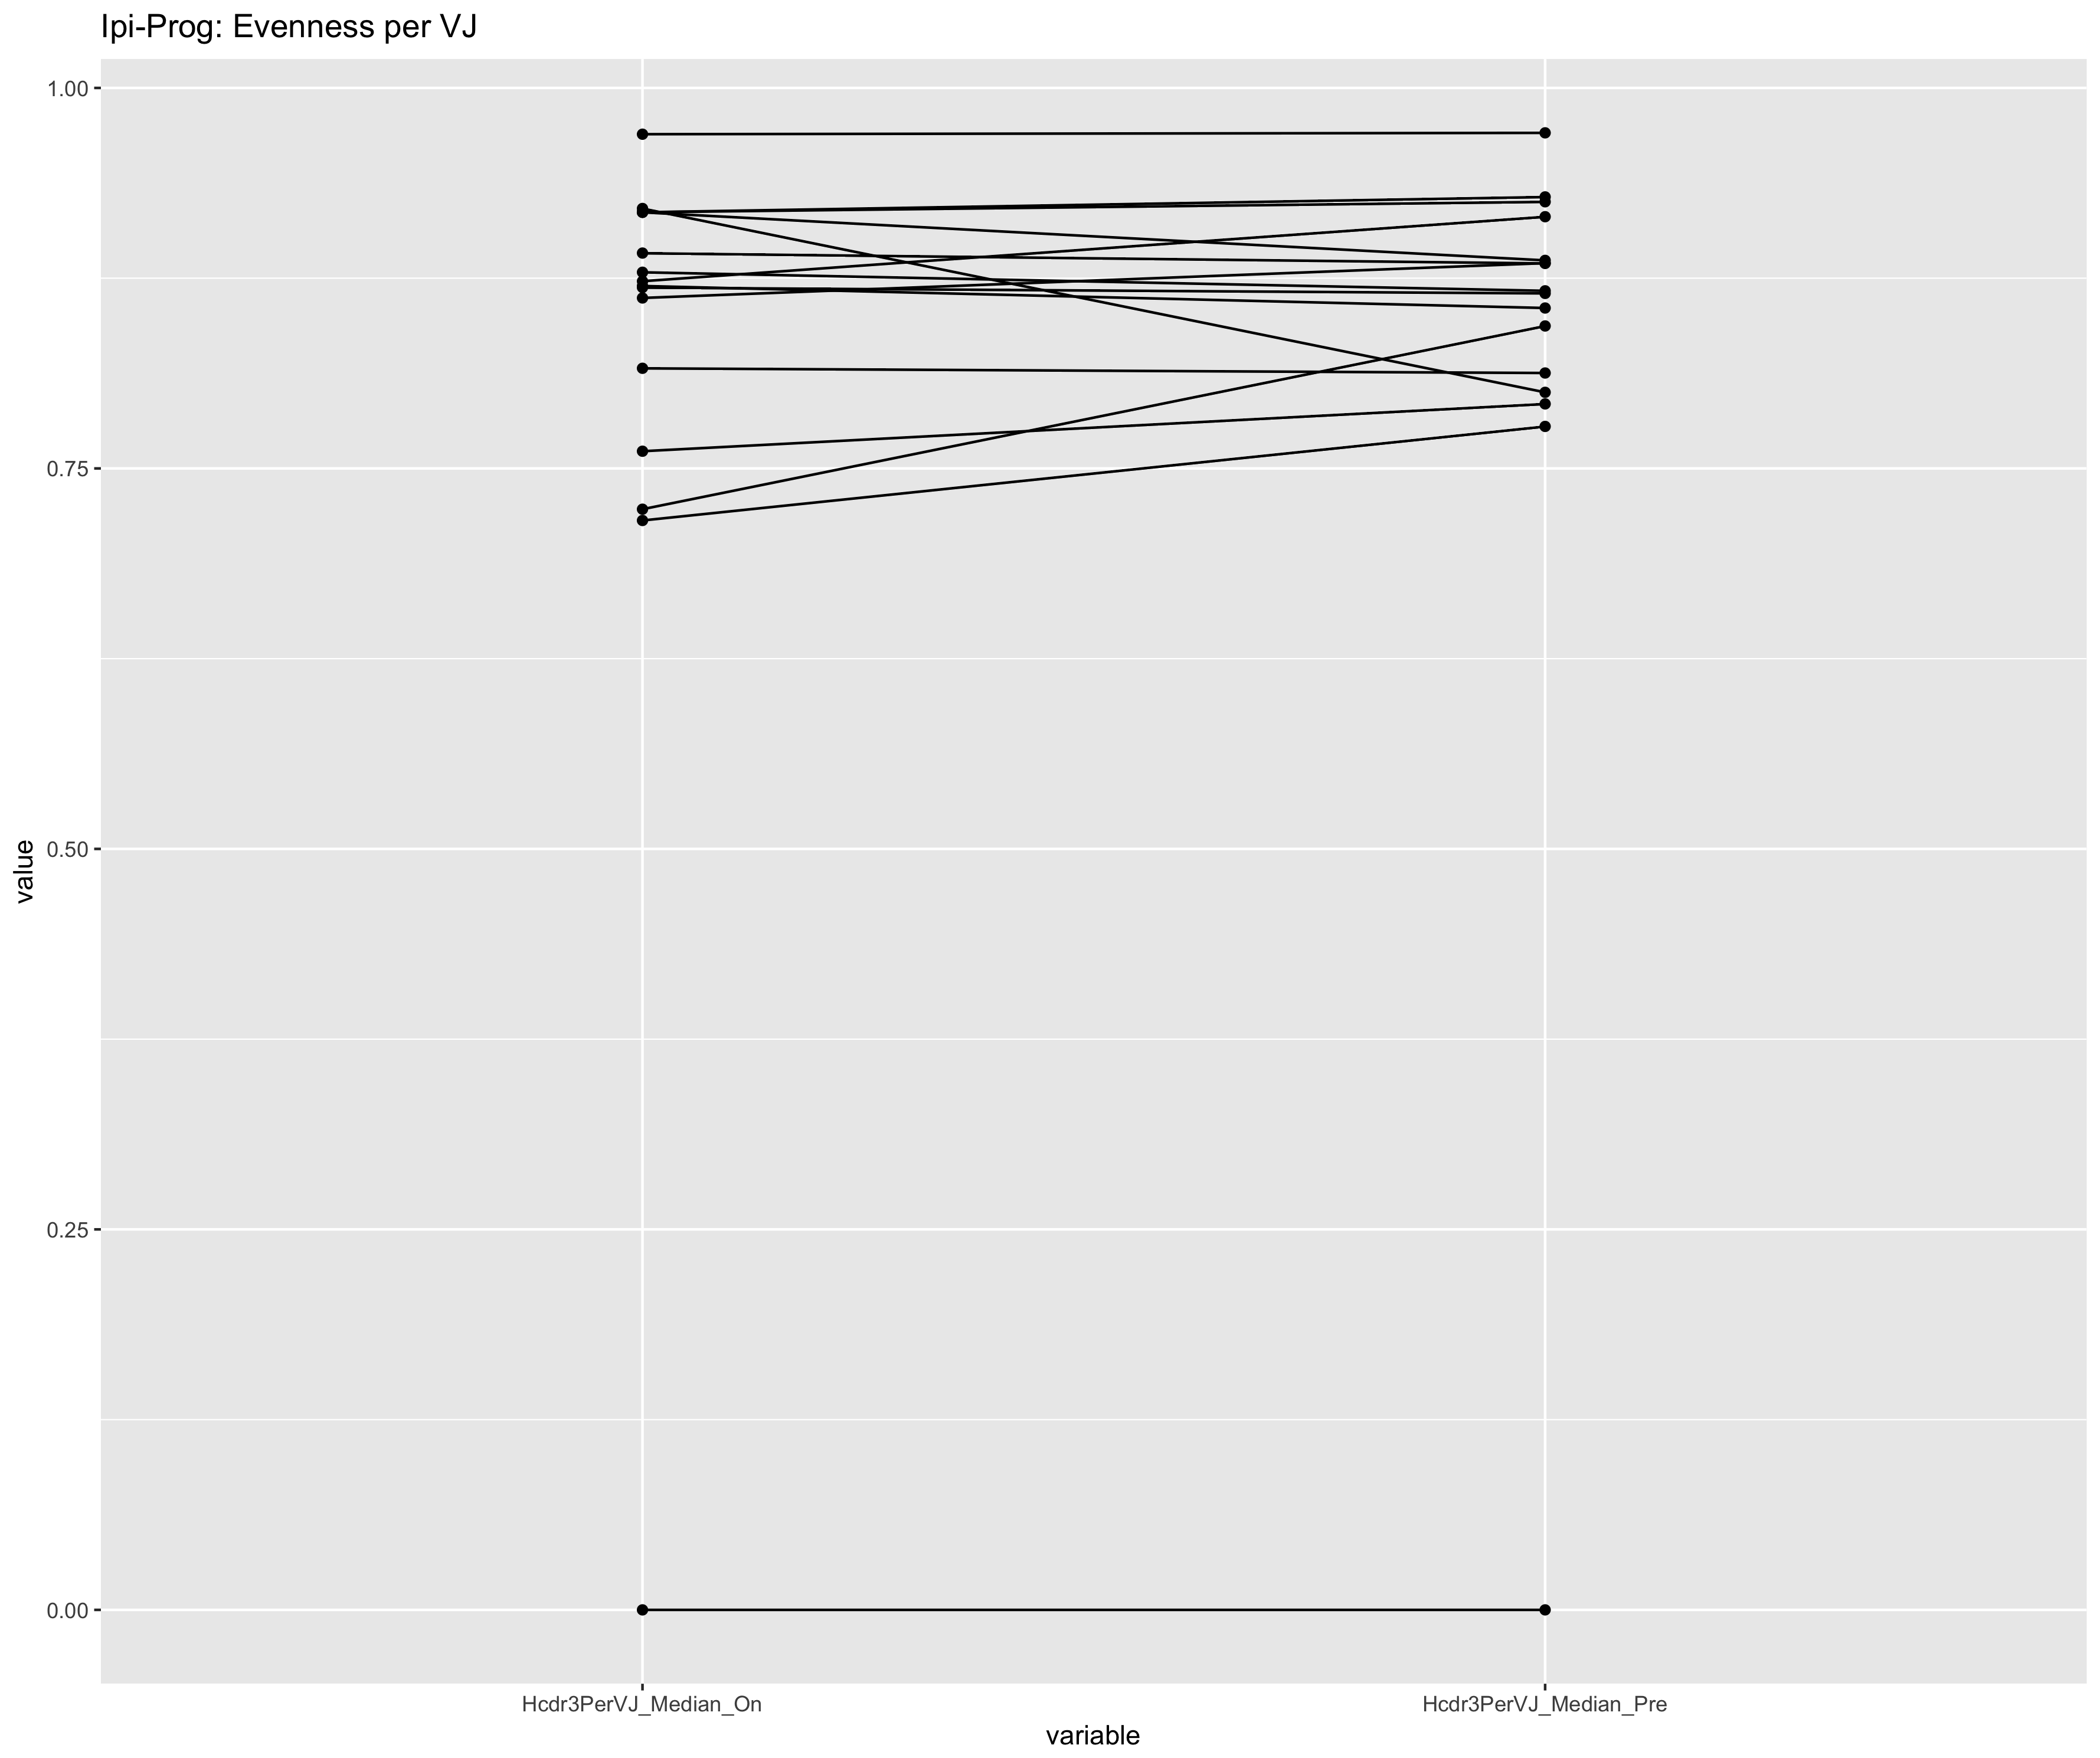 Ipi-Prog: Evenness per VJ
1.00
0.75
0.50
0.25
0.00
value
Hcdr3PerVJ_Median_On
Hcdr3PerVJ_Median_Pre
variable